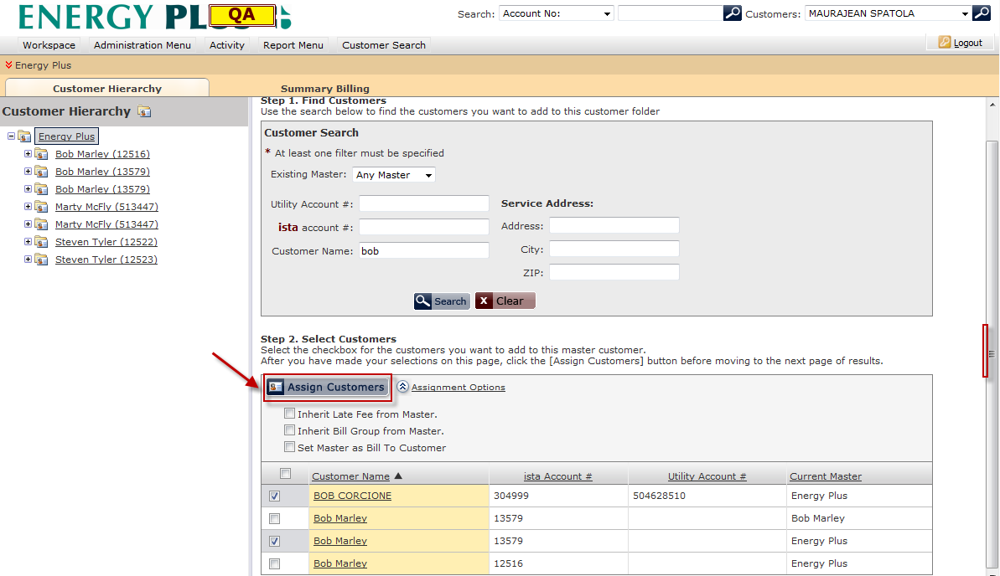 ENERGY PL QA
Search: Account No: Customers: MAURAJEAN SPATOLA
Workspace Administration Menu Activity Report Menu Customer Search Logout
Energy Plus
Customer Hierarchy Summary Billing
Customer Hierarchy
Energy Plus
Bob Marley (12516)
Bob Marley (13579)
Bob Marley (13579)
Marty McFly (513447)
Marty McFly (513447)
Steven Tyler (12522)
Steven Tyler (12523)
Step 1. Find Customers
Use the search below to find the customers you want to add to this customer folder
Customer Search
* At least one filter must be specified
Existing Master: Any Master
Utility Account #:
ista account #:
Customer Name: bob
Service Address:
Address:
City:
ZIP:
Search X Clear
Step 2. Select Customers
Select the checkbox for the customers you want to add to this master customer.
After you have made your selections on this page, click the [Assign Customers] button before moving to the next page of results.
Assign Customers Assignment Options
Inherit Late Fee from Master.
Inherit Bill Group from Master.
Set Master as Bill To Customer
Customer Name ista Account # Utility Account # Current Master
BOB CORCIONE 304999 504628510 Energy Plus
Bob Marley 13579 Bob Marley
Bob Marley 13579 Energy Plus
Bob Marley 12516 Energy Plus